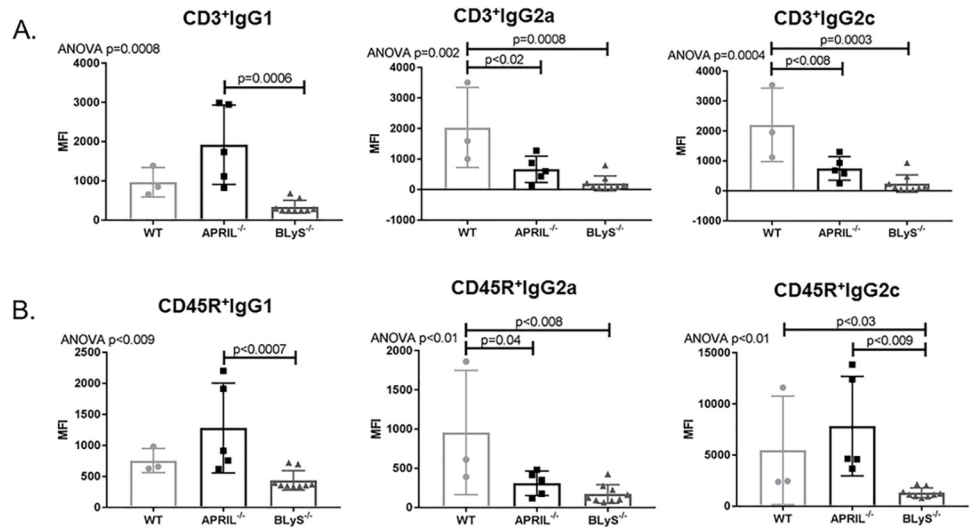 A.
CD3⁺IgG1
ANOVA p=0.0008
p=0.0006
MFI
4000
3000
2000
1000
0
WT APRIL⁻/⁻ BLyS⁻/⁻
CD3⁺IgG2a
ANOVA p=0.002
p=0.0008
p<0.02
MFI
4000
3000
2000
1000
0
-1000
WT APRIL⁻/⁻ BLyS⁻/⁻
CD3⁺IgG2c
ANOVA p=0.0004
p=0.0003
p<0.008
MFI
4000
3000
2000
1000
0
-1000
WT APRIL⁻/⁻ BLyS⁻/⁻
B.
CD45R⁺IgG1
ANOVA p<0.009
p<0.0007
MFI
2500
2000
1500
1000
500
0
WT APRIL⁻/⁻ BLyS⁻/⁻
CD45R⁺IgG2a
ANOVA p<0.01
p<0.008
p=0.04
MFI
2000
1500
1000
500
0
WT APRIL⁻/⁻ BLyS⁻/⁻
CD45R⁺IgG2c
ANOVA p<0.01
p<0.03
p<0.009
MFI
15000
10000
5000
0
WT APRIL⁻/⁻ BLyS⁻/⁻